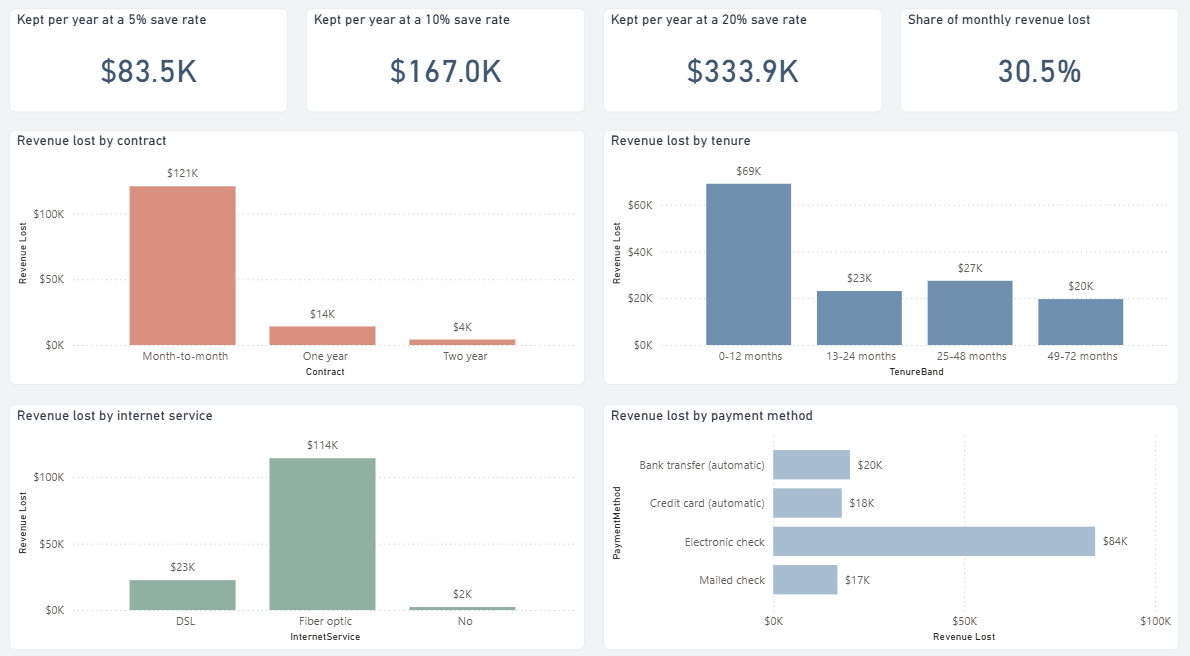 Kept per year at a 5% save rate
$83.5K
Kept per year at a 10% save rate
$167.0K
Kept per year at a 20% save rate
$333.9K
Share of monthly revenue lost
30.5%
Revenue lost by contract
Revenue Lost
$100K
$50K
$0K
$121K
$14K
$4K
Month-to-month
One year
Two year
Contract
Revenue lost by tenure
Revenue Lost
$60K
$40K
$20K
$0K
$69K
$23K
$27K
$20K
0-12 months
13-24 months
25-48 months
49-72 months
TenureBand
Revenue lost by internet service
Revenue Lost
$100K
$50K
$0K
$23K
$114K
$2K
DSL
Fiber optic
No
InternetService
Revenue lost by payment method
PaymentMethod
Bank transfer (automatic)
$20K
Credit card (automatic)
$18K
Electronic check
$84K
Mailed check
$17K
$0K
$50K
$100K
Revenue Lost